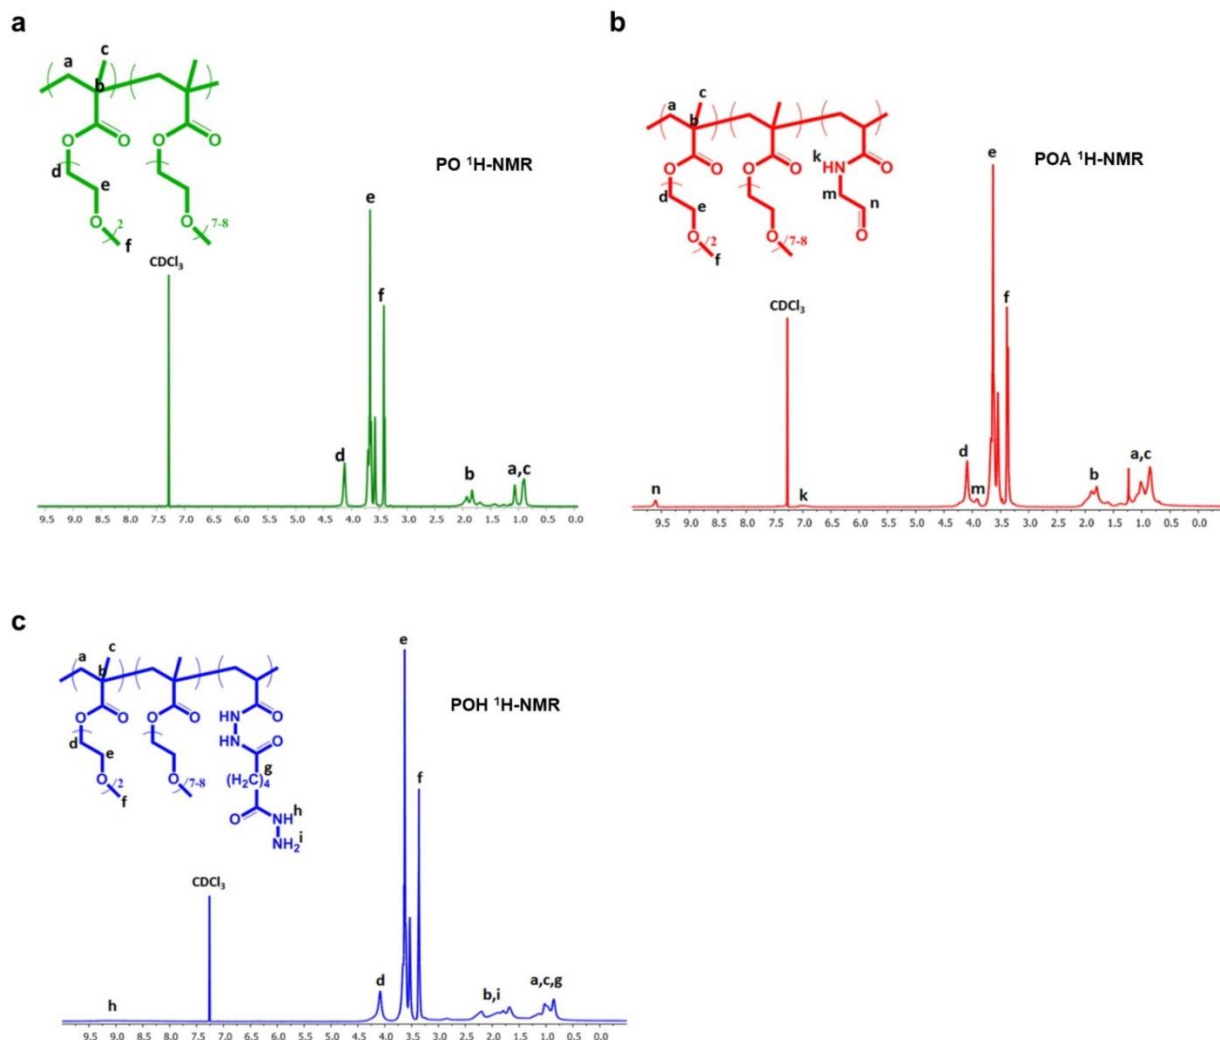 a
a
c
b
O
O
O
O
d
e
O
2
O
7-8
f
PO ¹H-NMR
CDCl₃
e
f
d
b
a,c
9.5 9.0 8.5 8.0 7.5 7.0 6.5 6.0 5.5 5.0 4.5 4.0 3.5 3.0 2.5 2.0 1.5 1.0 0.5 0.0
b
a
c
b
O
O
O
O
k
HN
O
d
e
m
n
O
2
O
7-8
O
f
POA ¹H-NMR
CDCl₃
e
f
n
k
d
m
b
a,c
9.5 9.0 8.5 8.0 7.5 7.0 6.5 6.0 5.5 5.0 4.5 4.0 3.5 3.0 2.5 2.0 1.5 1.0 0.5 0.0
c
a
c
b
O
O
O
O
HN
O
HN
O
d
e
g
O
2
O
7-8
(H₂C)₄
f
O
NH
h
NH₂
i
POH ¹H-NMR
CDCl₃
e
f
h
d
b,i
a,c,g
9.5 9.0 8.5 8.0 7.5 7.0 6.5 6.0 5.5 5.0 4.5 4.0 3.5 3.0 2.5 2.0 1.5 1.0 0.5 0.0